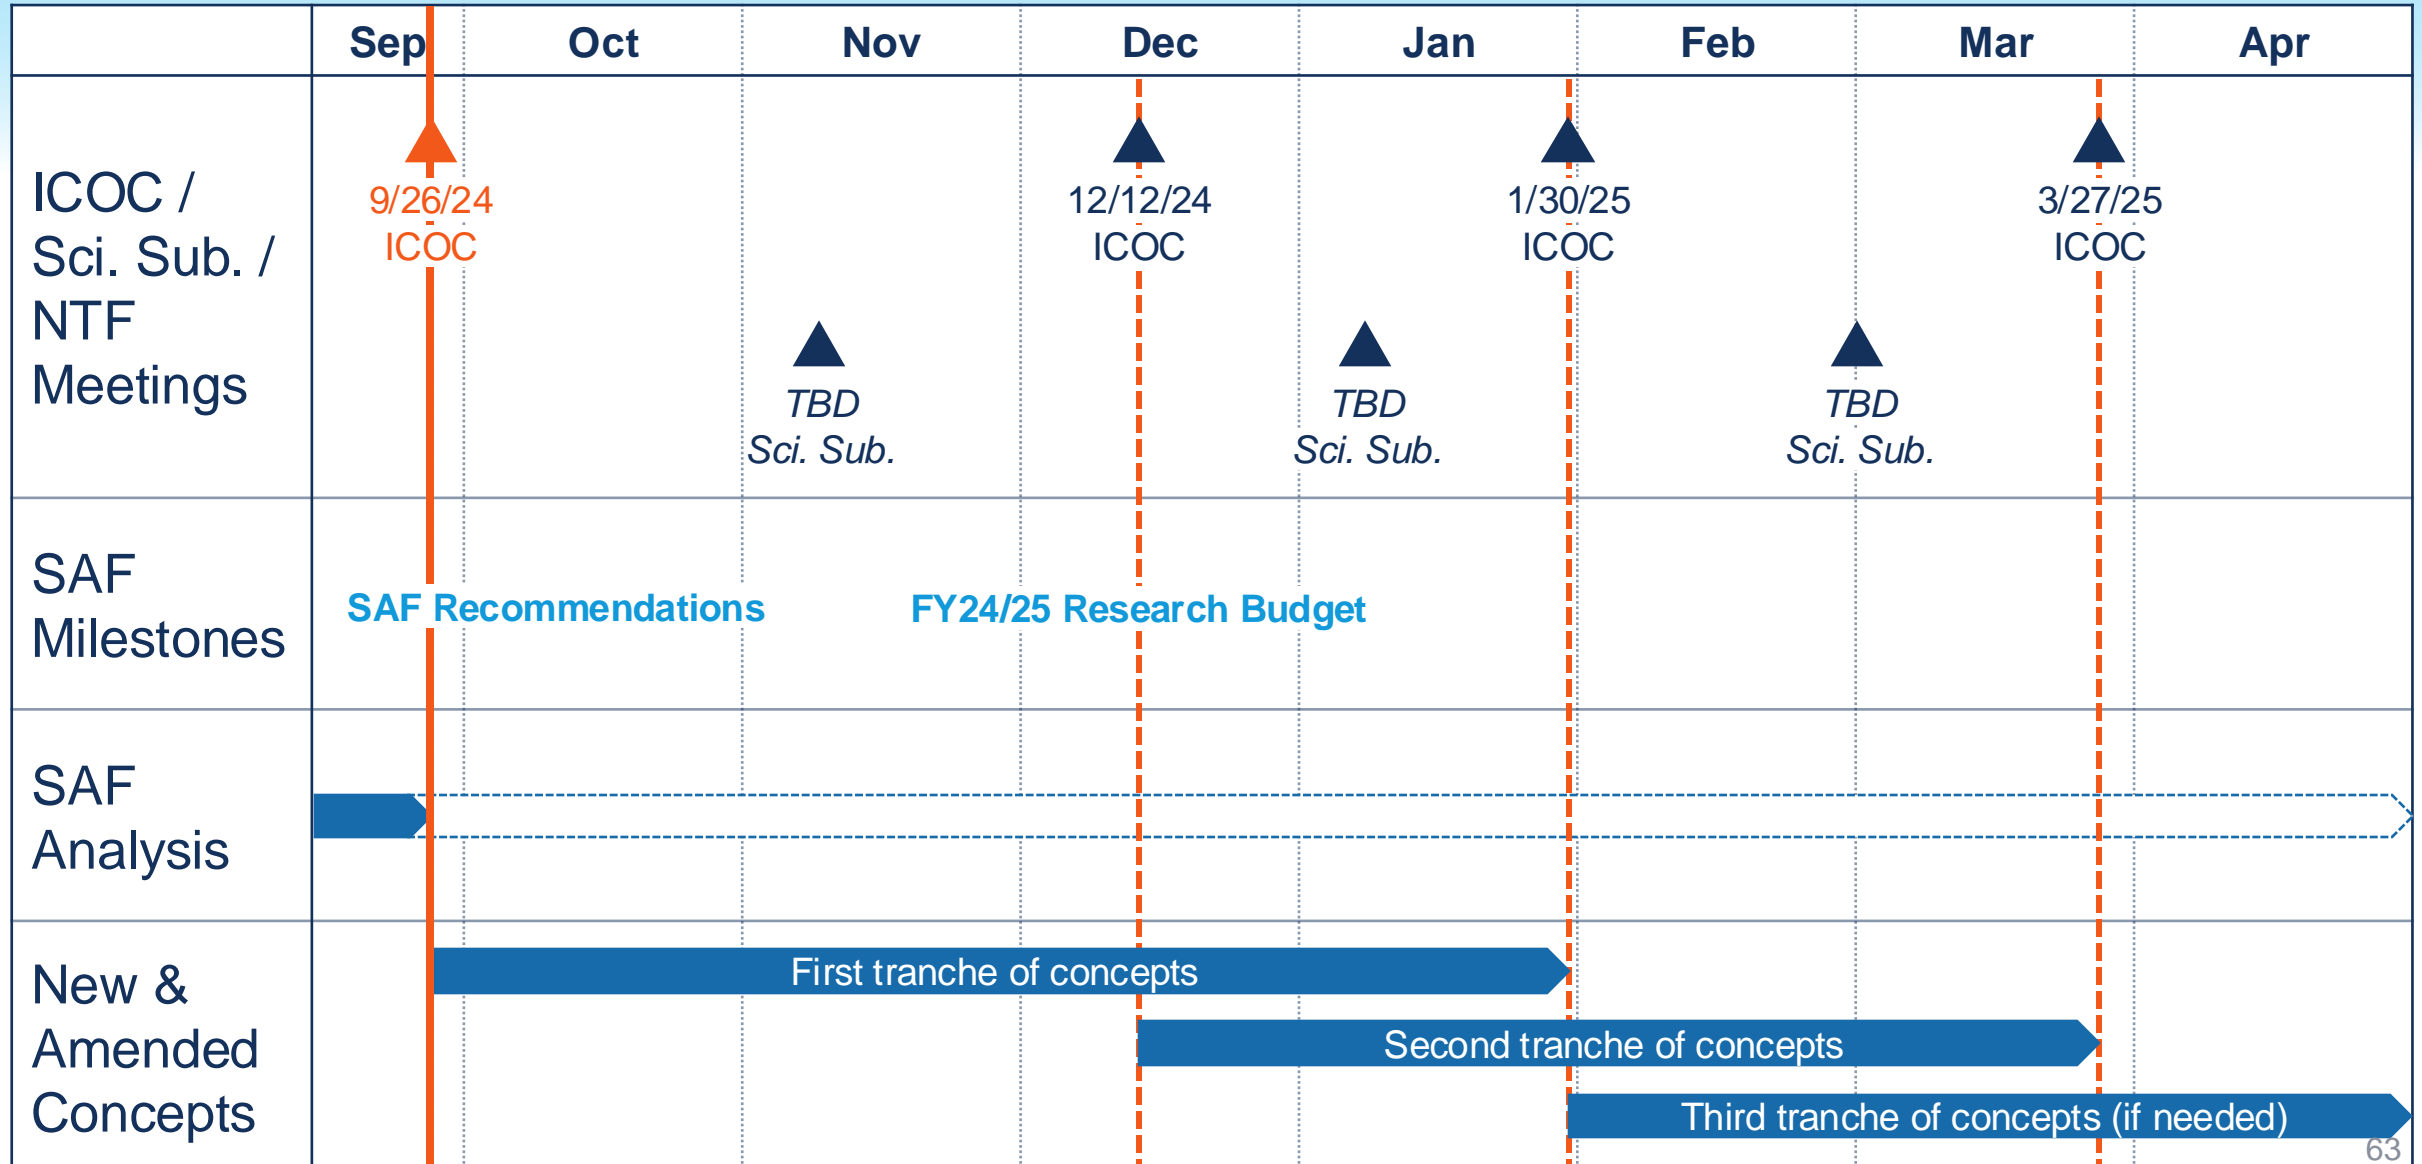 Sep Oct Nov Dec Jan Feb Mar Apr
ICOC /
Sci. Sub. /
NTF
Meetings
9/26/24
ICOC
12/12/24
ICOC
1/30/25
ICOC
3/27/25
ICOC
TBD
Sci. Sub.
TBD
Sci. Sub.
TBD
Sci. Sub.
SAF
Milestones
SAF Recommendations
FY24/25 Research Budget
SAF
Analysis
New &
Amended
Concepts
First tranche of concepts
Second tranche of concepts
Third tranche of concepts (if needed)
63